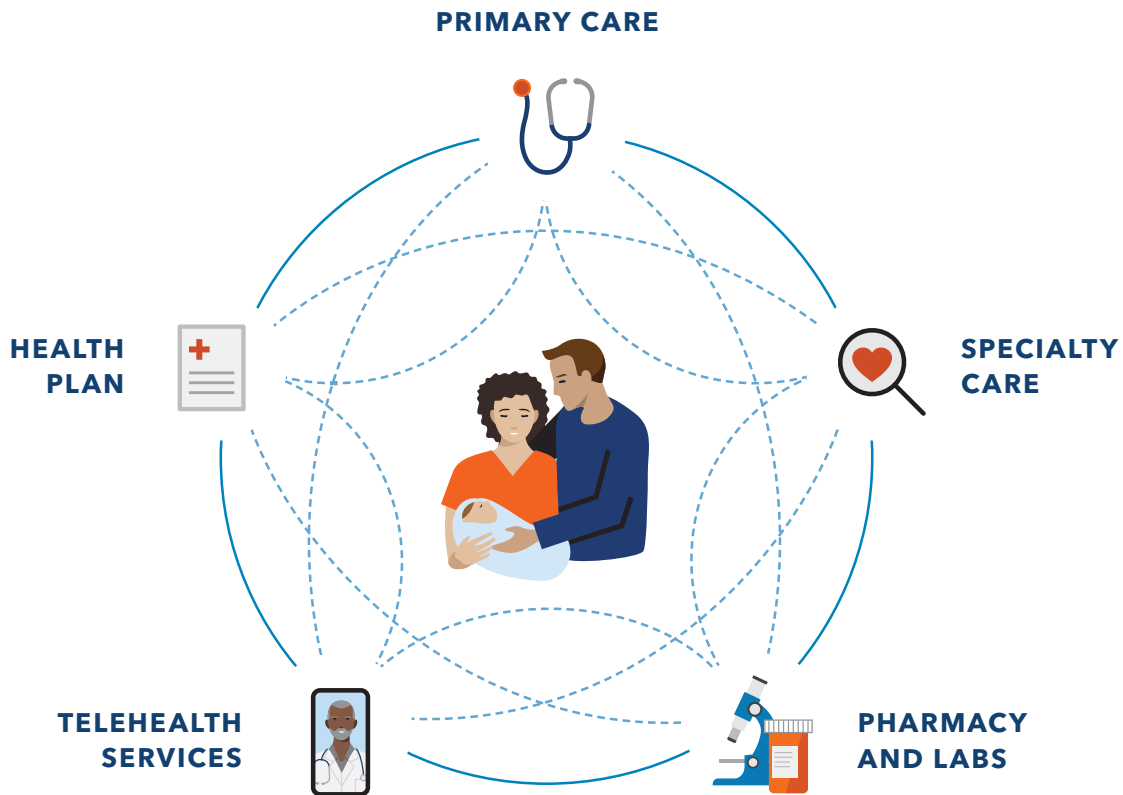 PRIMARY CARE
HEALTH
PLAN
SPECIALTY
CARE
TELEHEALTH
SERVICES
PHARMACY
AND LABS